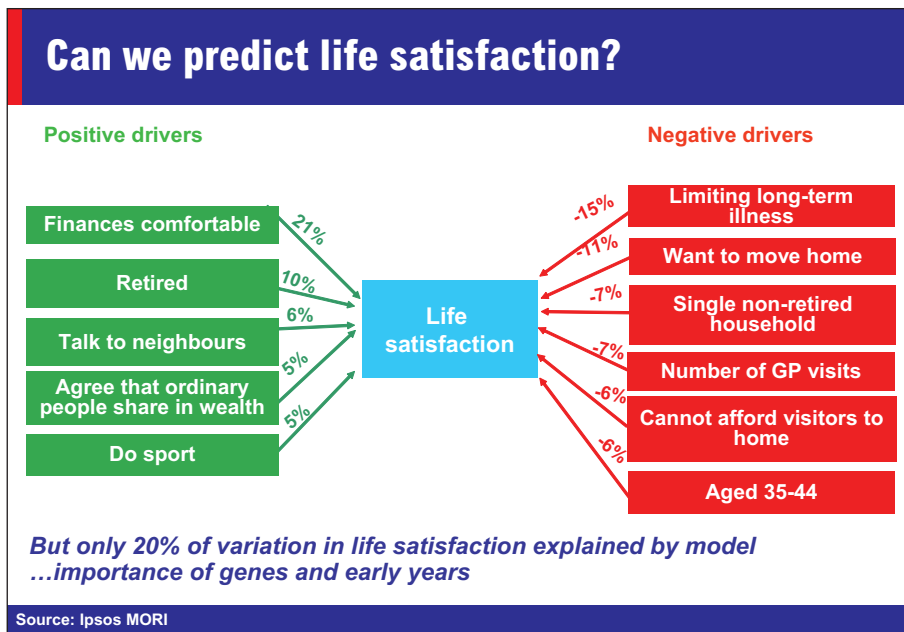 Can we predict life satisfaction?
Positive drivers
Negative drivers
Finances comfortable
21%
Retired
10%
Talk to neighbours
6%
Agree that ordinary
people share in wealth
5%
Do sport
5%
Life
satisfaction
-15%
Limiting long-term
illness
-11%
Want to move home
-7%
Single non-retired
household
-7%
Number of GP visits
-6%
Cannot afford visitors to
home
-6%
Aged 35-44
But only 20% of variation in life satisfaction explained by model
...importance of genes and early years
Source: Ipsos MORI